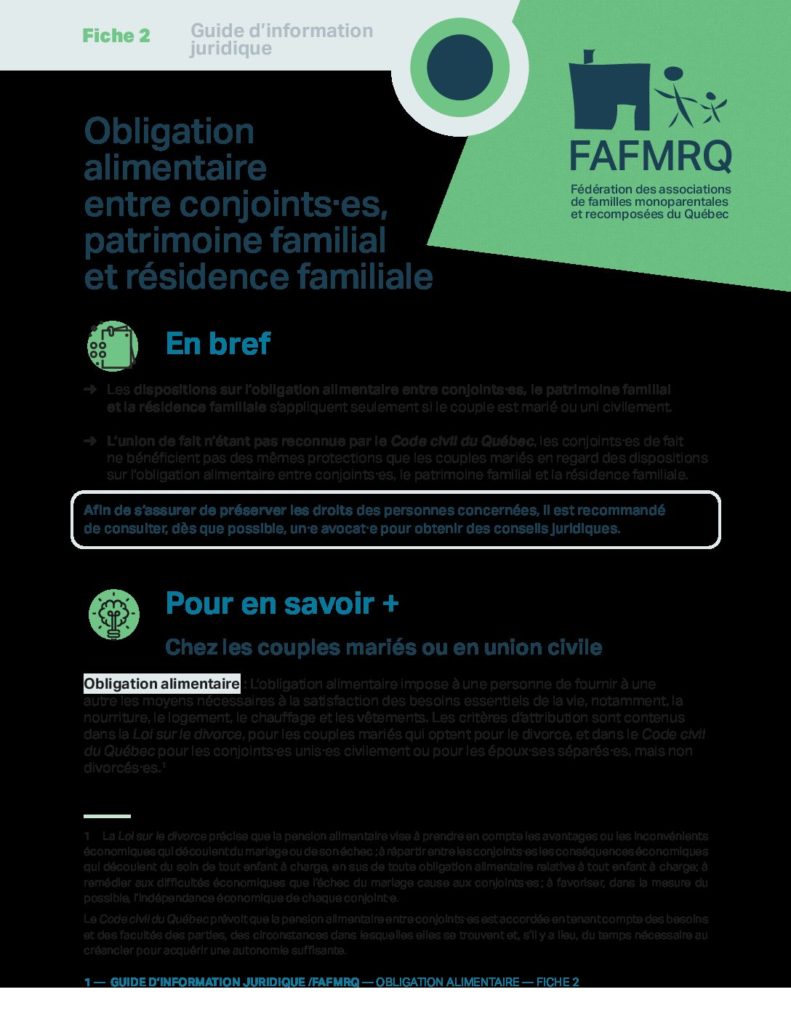 Fiche 2
Guide d’information
juridique
FAFMRQ
Fédération des associations
de familles monoparentales
et recomposées du Québec
Obligation
alimentaire
entre conjoints·es,
patrimoine familial
et résidence familiale
En bref
➔ Les dispositions sur l’obligation alimentaire entre conjoints·es, le patrimoine familial
et la résidence familiale s’appliquent seulement si le couple est marié ou uni civilement.
➔ L’union de fait n’étant pas reconnue par le Code civil du Québec, les conjoints·es de fait
ne bénéficient pas des mêmes protections que les couples mariés en regard des dispositions
sur l’obligation alimentaire entre conjoints·es, le patrimoine familial et la résidence familiale.
Afin de s’assurer de préserver les droits des personnes concernées, il est recommandé
de consulter, dès que possible, un·e avocat·e pour obtenir des conseils juridiques.
Pour en savoir +
Chez les couples mariés ou en union civile
Obligation alimentaire : L’obligation alimentaire impose à une personne de fournir à une
autre les moyens nécessaires à la satisfaction des besoins essentiels de la vie, notamment, la
nourriture, le logement, le chauffage et les vêtements. Les critères d’attribution sont contenus
dans la Loi sur le divorce, pour les couples mariés qui optent pour le divorce, et dans le Code civil
du Québec pour les conjoints·es unis·es civilement ou pour les époux·ses séparés·es, mais non
divorcés·es.¹
1 La Loi sur le divorce précise que la pension alimentaire vise à prendre en compte les avantages ou les inconvénients
économiques qui découlent du mariage ou de son échec ; à répartir entre les conjoints·es les conséquences économiques
qui découlent du soin de tout enfant à charge, en sus de toute obligation alimentaire relative à tout enfant à charge; à
remédier aux difficultés économiques que l’échec du mariage cause aux conjoints·es ; à favoriser, dans la mesure du
possible, l’indépendance économique de chaque conjoint·e.
Le Code civil du Québec prévoit que la pension alimentaire entre conjoints·es est accordée en tenant compte des besoins
et des facultés des parties, des circonstances dans lesquelles elles se trouvent et, s’il y a lieu, du temps nécessaire au
créancier pour acquérir une autonomie suffisante.
1 — GUIDE D’INFORMATION JURIDIQUE /FAFMRQ — OBLIGATION ALIMENTAIRE — FICHE 2